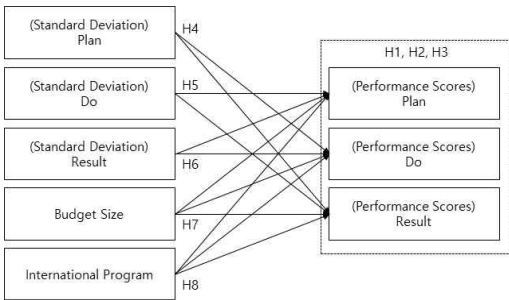 (Standard Deviation)
Plan
H4
(Standard Deviation)
Do
H5
(Standard Deviation)
Result
H6
Budget Size
H7
International Program
H8
H1, H2, H3
(Performance Scores)
Plan
(Performance Scores)
Do
(Performance Scores)
Result